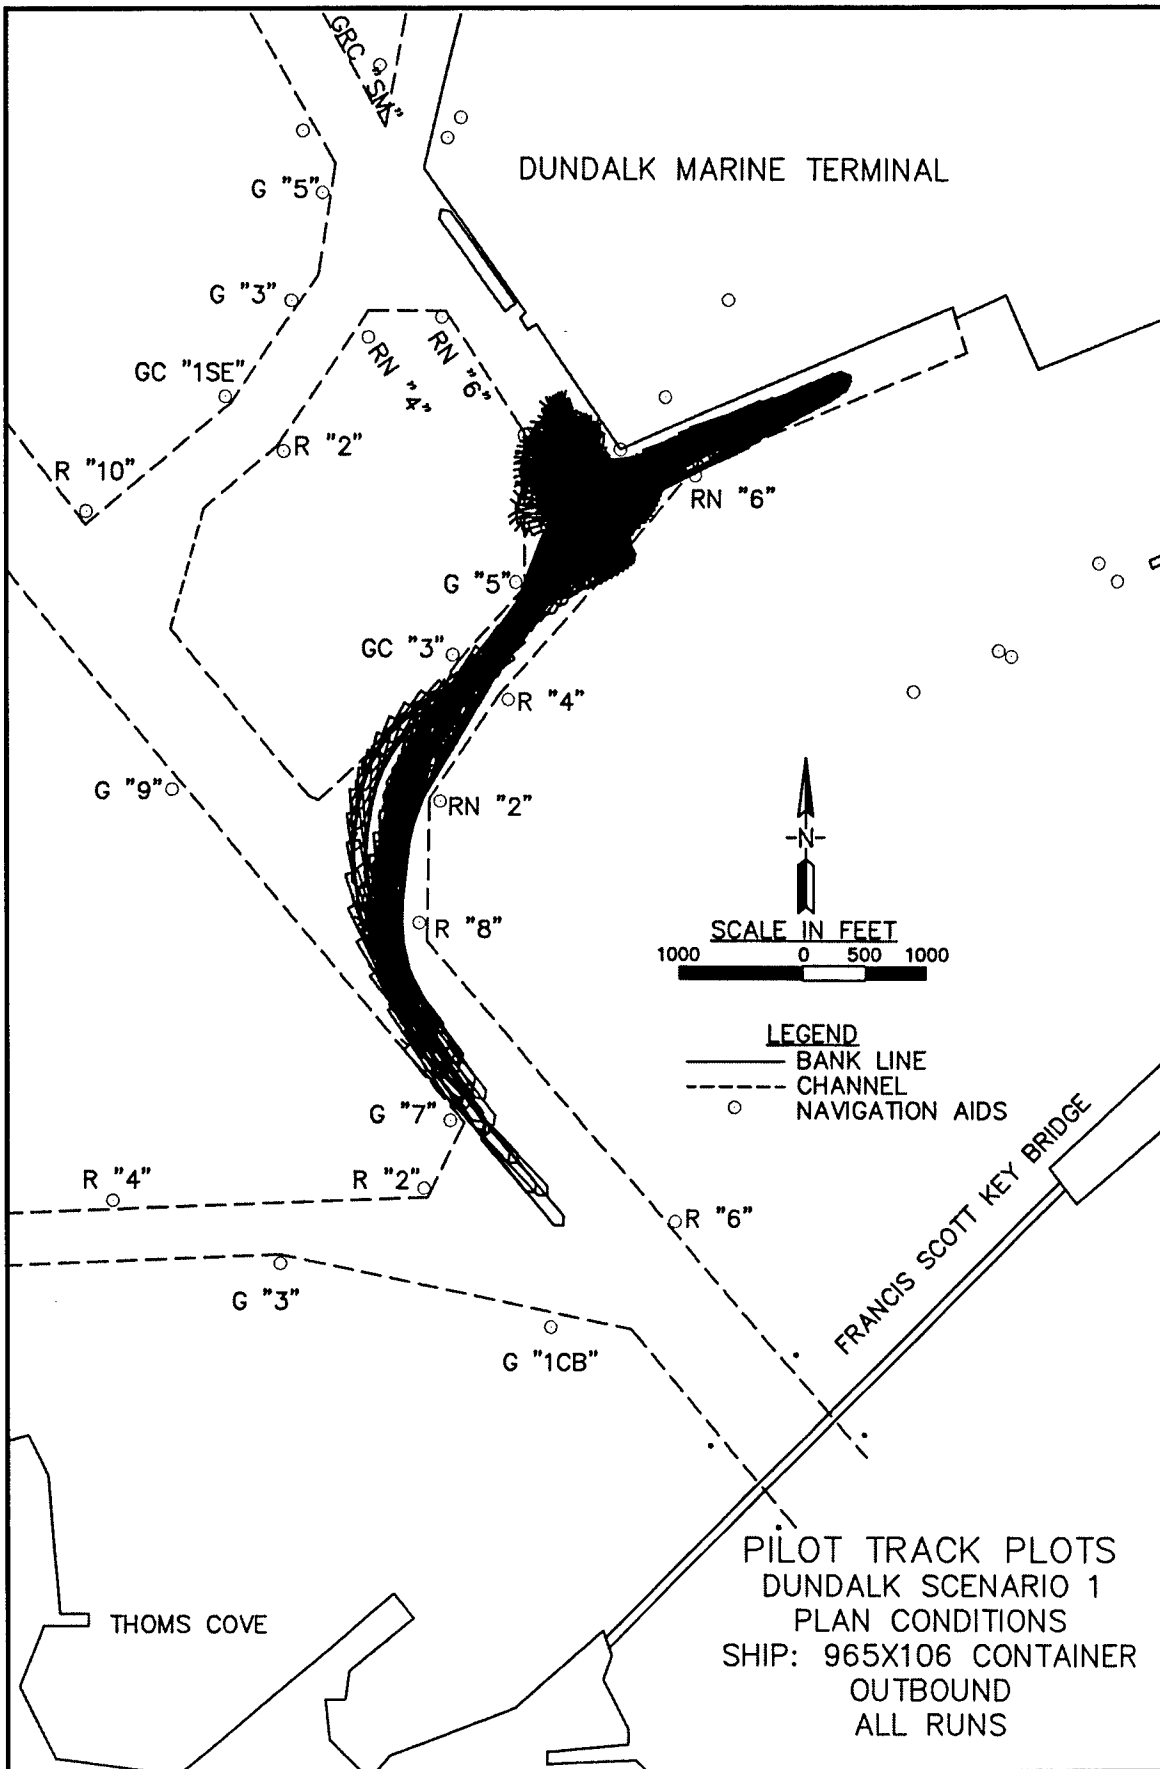 GRC "SM"
DUNDALK MARINE TERMINAL
G "5"
G "3"
RN "4"
RN "6"
GC "1SE"
R "2"
R "10"
RN "6"
G "5"
GC "3"
R "4"
G "9"
RN "2"
-N-
R "8"
SCALE IN FEET
1000 0 500 1000
LEGEND
BANK LINE
CHANNEL
NAVIGATION AIDS
G "7"
FRANCIS SCOTT KEY BRIDGE
R "4"
R "2"
R "6"
G "3"
G "1CB"
PILOT TRACK PLOTS
DUNDALK SCENARIO 1
PLAN CONDITIONS
SHIP: 965X106 CONTAINER
OUTBOUND
ALL RUNS
THOMS COVE